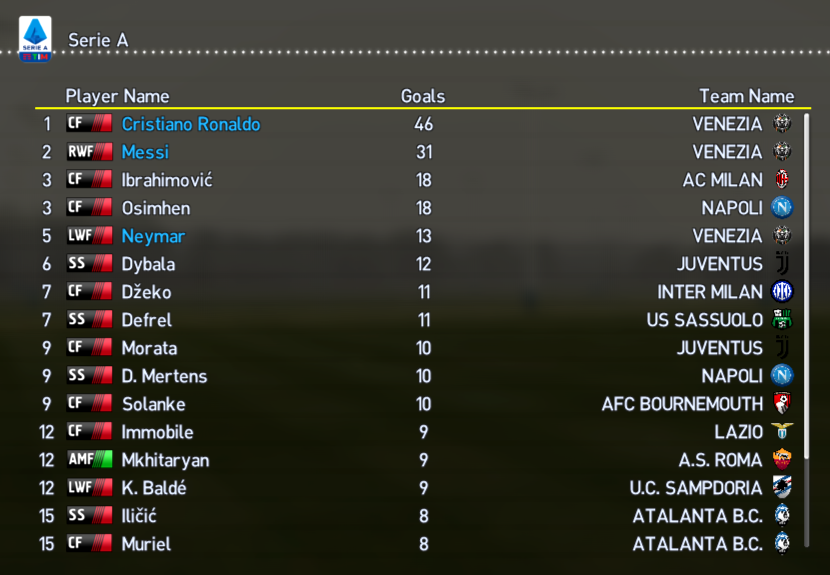 SERIE A
TIM
Serie A
Player Name Goals Team Name
1 CF Cristiano Ronaldo 46 VENEZIA
2 RWF Messi 31 VENEZIA
3 CF Ibrahimović 18 AC MILAN
3 CF Osimhen 18 NAPOLI N
5 LWF Neymar 13 VENEZIA
6 SS Dybala 12 JUVENTUS
7 CF Džeko 11 INTER MILAN
7 SS Defrel 11 US SASSUOLO
9 CF Morata 10 JUVENTUS
9 SS D. Mertens 10 NAPOLI N
9 CF Solanke 10 AFC BOURNEMOUTH
12 CF Immobile 9 LAZIO
12 AMF Mkhitaryan 9 A.S. ROMA
12 LWF K. Baldé 9 U.C. SAMPDORIA
15 SS Iličić 8 ATALANTA B.C.
15 CF Muriel 8 ATALANTA B.C.